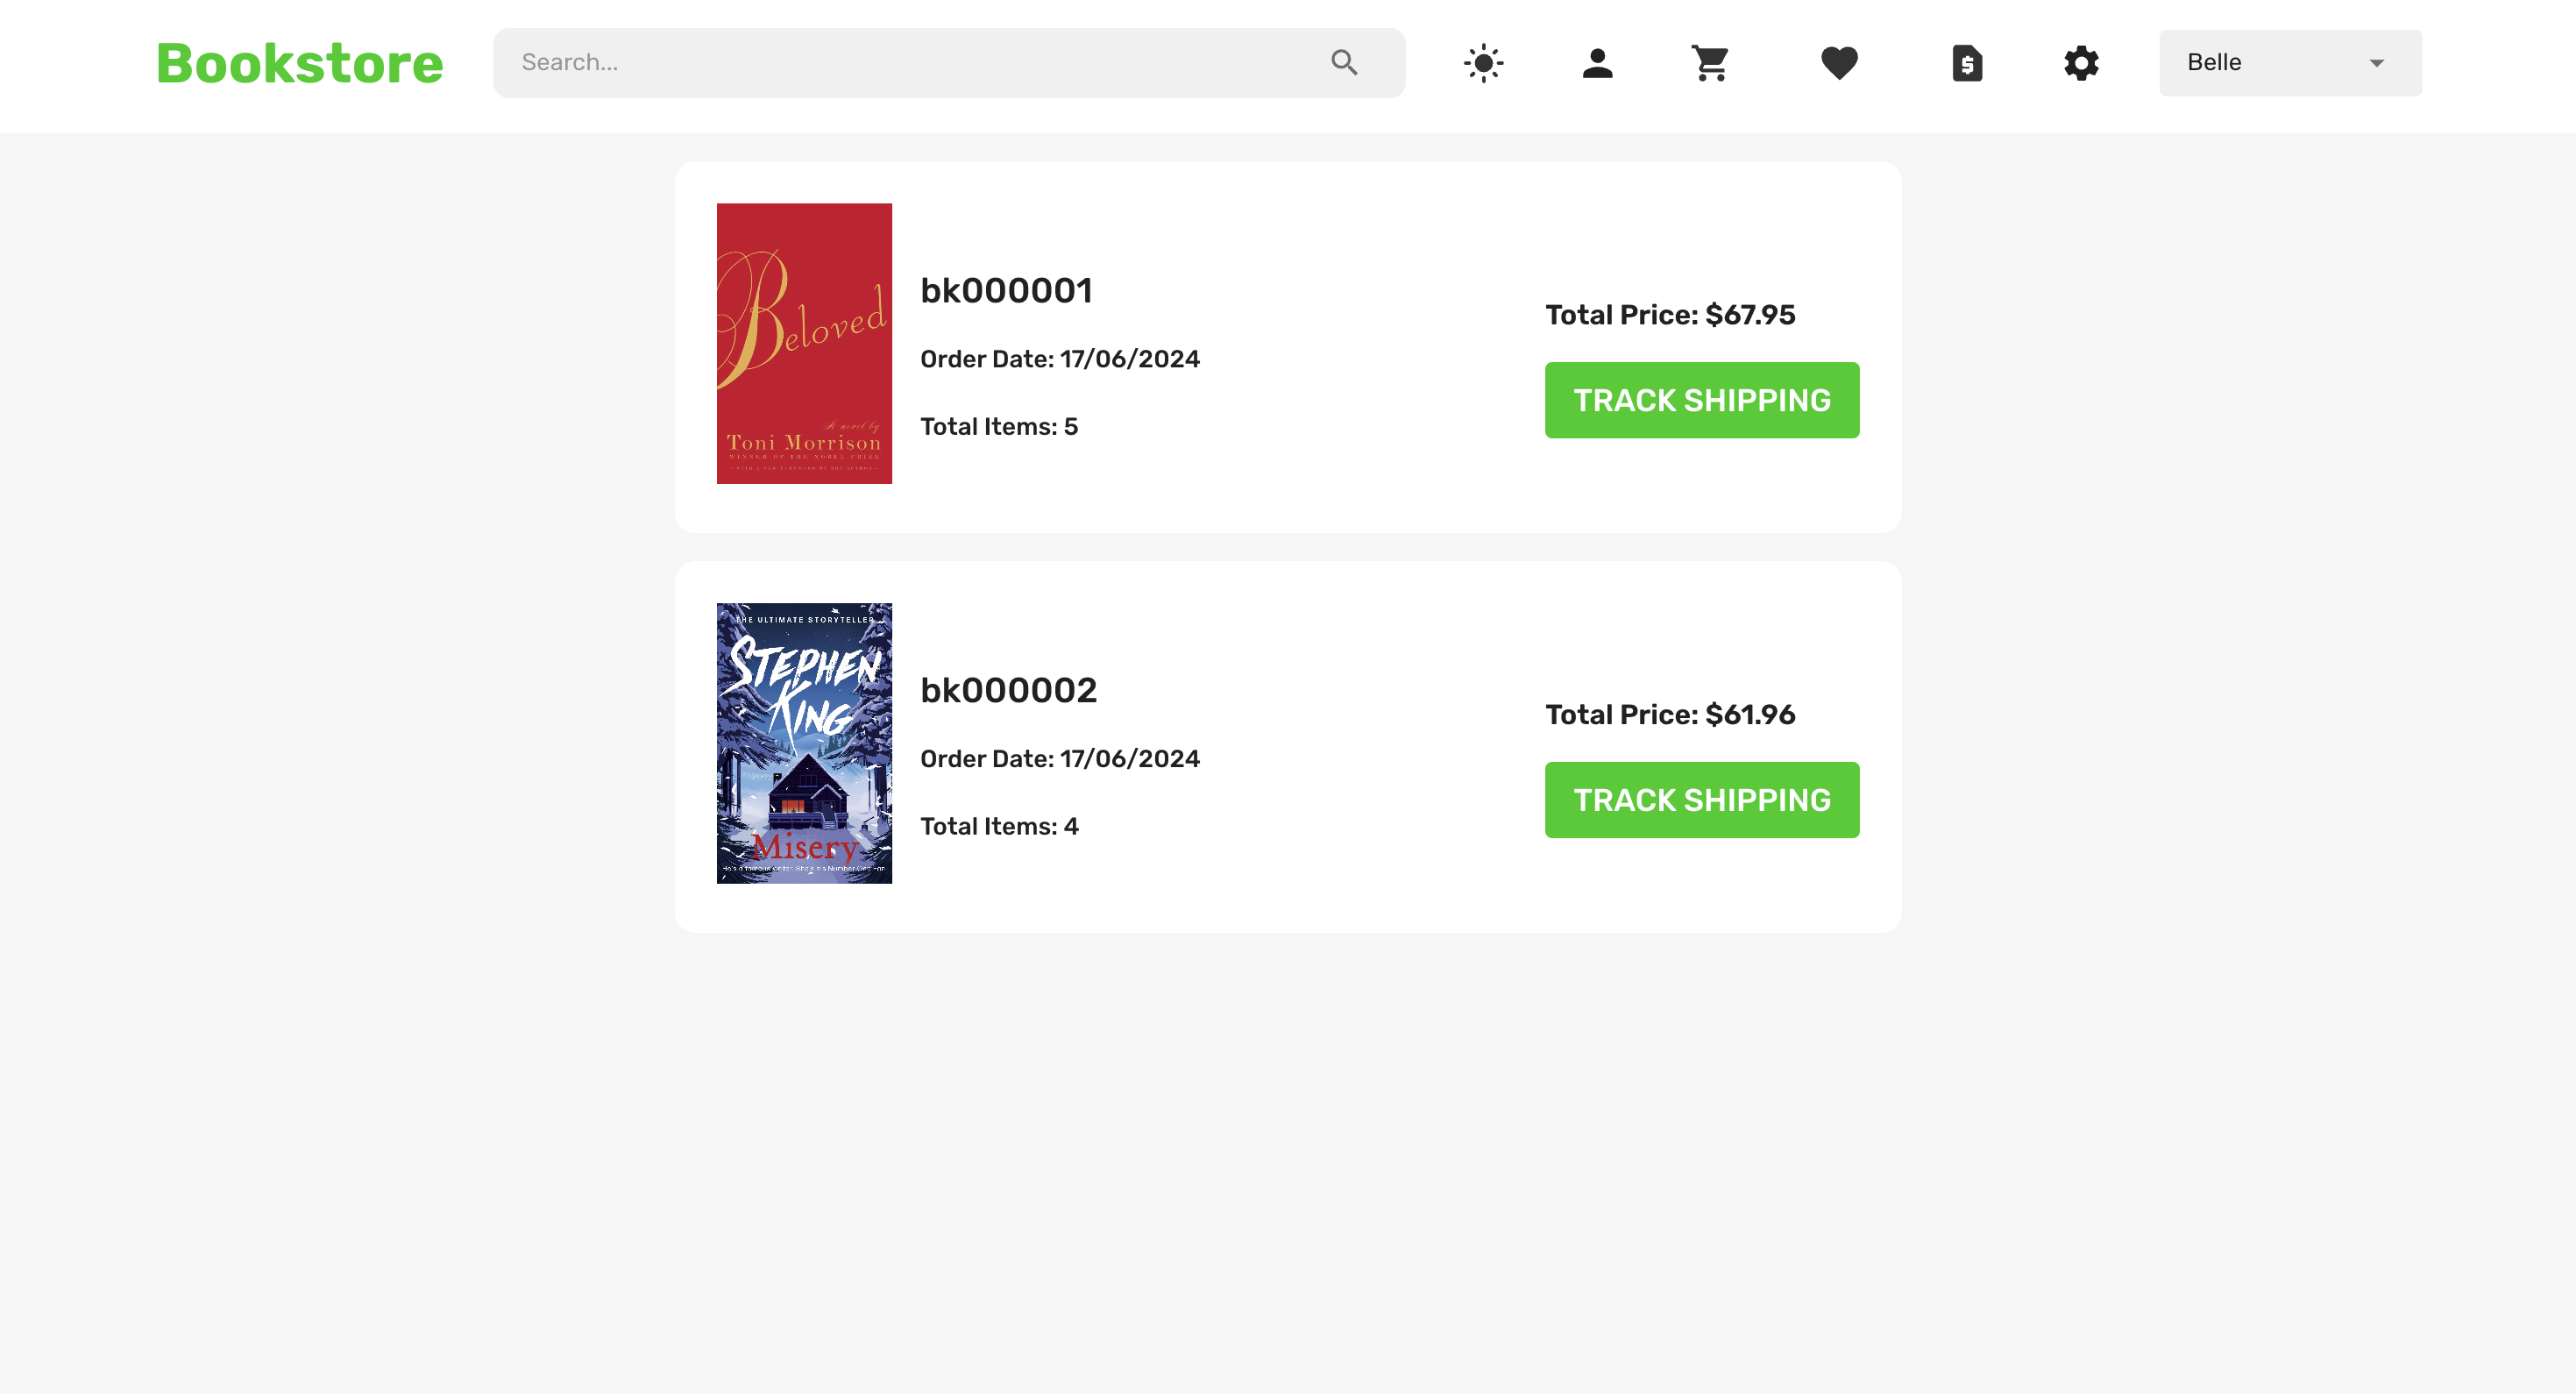 Bookstore
Search...
Belle
Beloved
A novel by
Toni Morrison
WINNER OF THE NOBEL PRIZE
bk000001
Order Date: 17/06/2024
Total Items: 5
Total Price: $67.95
TRACK SHIPPING
THE ULTIMATE STORYTELLER
STEPHEN
KING
Misery
bk000002
Order Date: 17/06/2024
Total Items: 4
Total Price: $61.96
TRACK SHIPPING